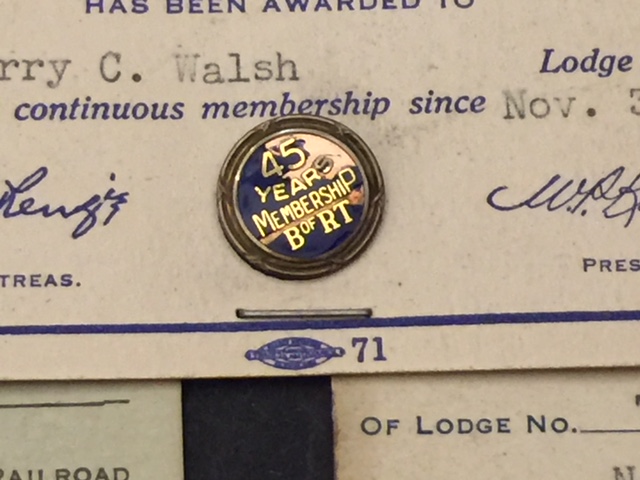 HAS BEEN AWARDED TO
rry C. Walsh
Lodge
continuous membership since Nov. 3
45
YEARS
MEMBERSHIP
B OF RT
TREAS.
PRES
71
OF LODGE NO.
RAILROAD
N